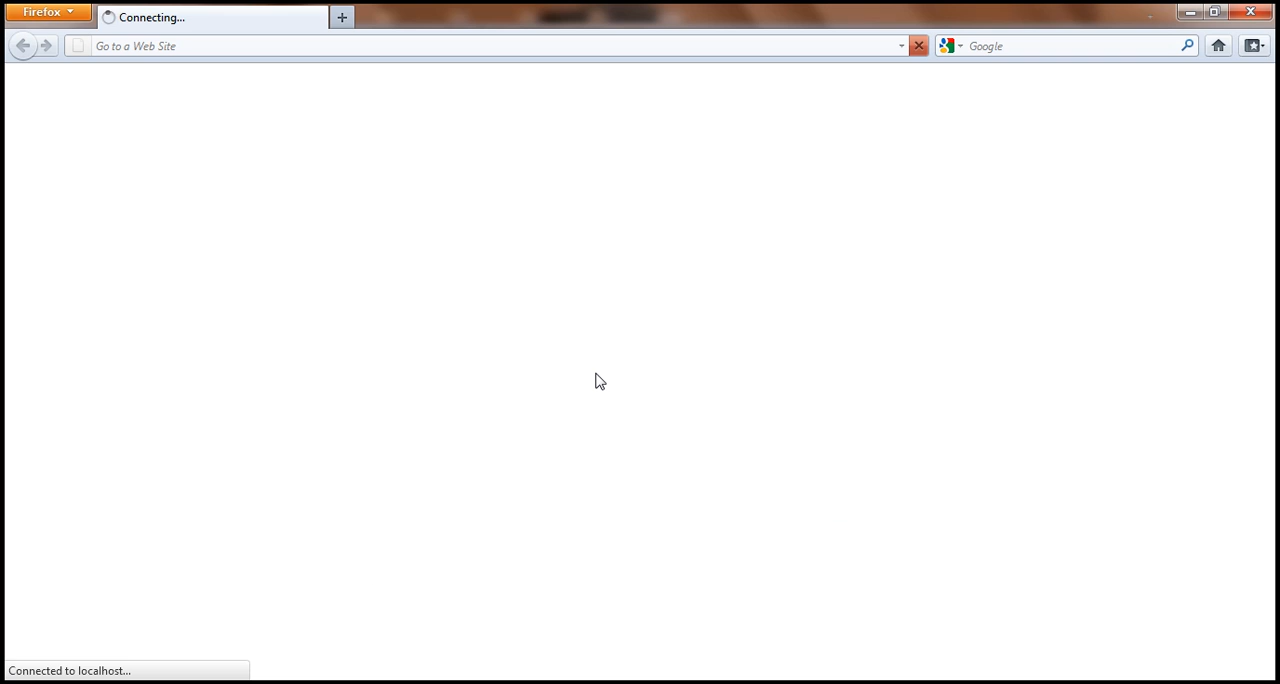 Firefox
Connecting...
Go to a Web Site
Google
Connected to localhost...